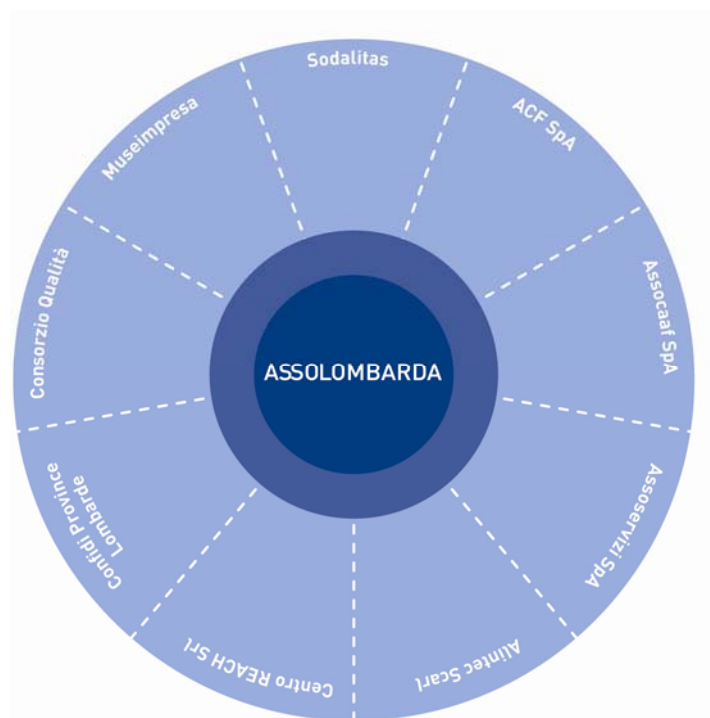 Sodalitas
ACF SpA
Assocaaf SpA
Assoservizi SpA
Alintec Scarl
Centro REACH Srl
Confidi Province
Lombarde
Consorzio Qualità
Museimpresa
ASSOLOMBARDA